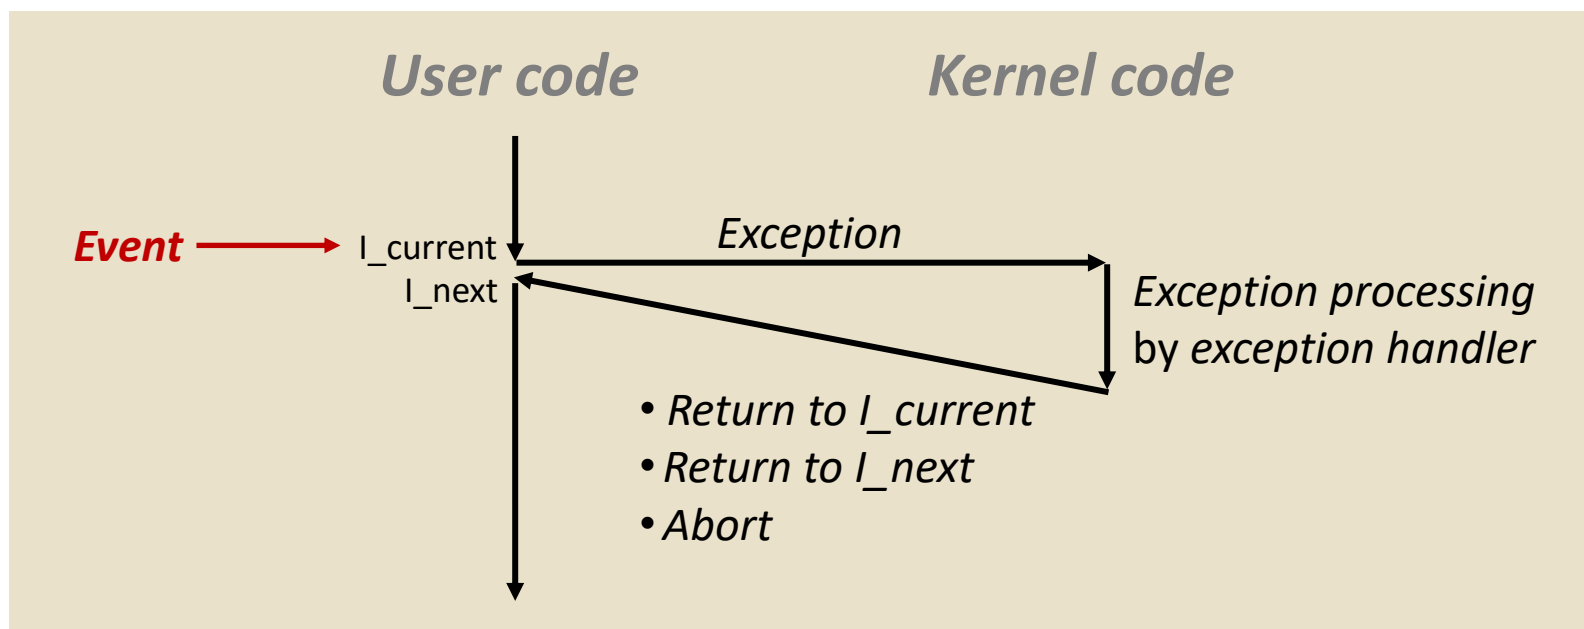 User code
Kernel code
Event
I_current
Exception
I_next
Exception processing
by exception handler
• Return to I_current
• Return to I_next
• Abort